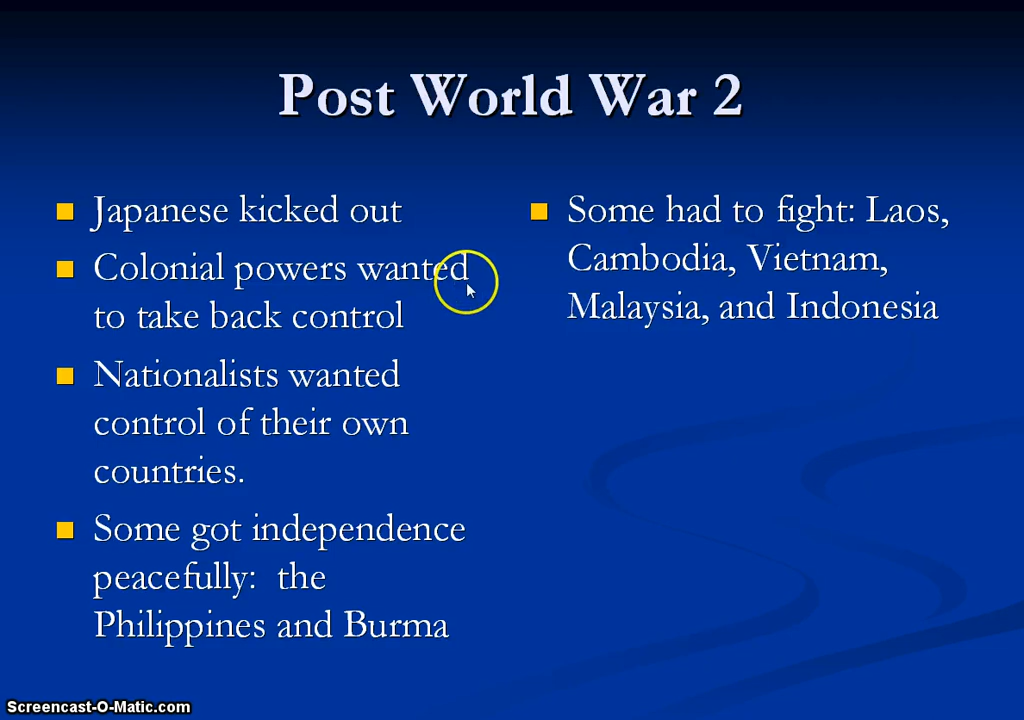 Post World War 2
Japanese kicked out
Colonial powers wanted
to take back control
Nationalists wanted
control of their own
countries.
Some got independence
peacefully:  the
Philippines and Burma
Some had to fight: Laos,
Cambodia, Vietnam,
Malaysia, and Indonesia
Screencast-O-Matic.com